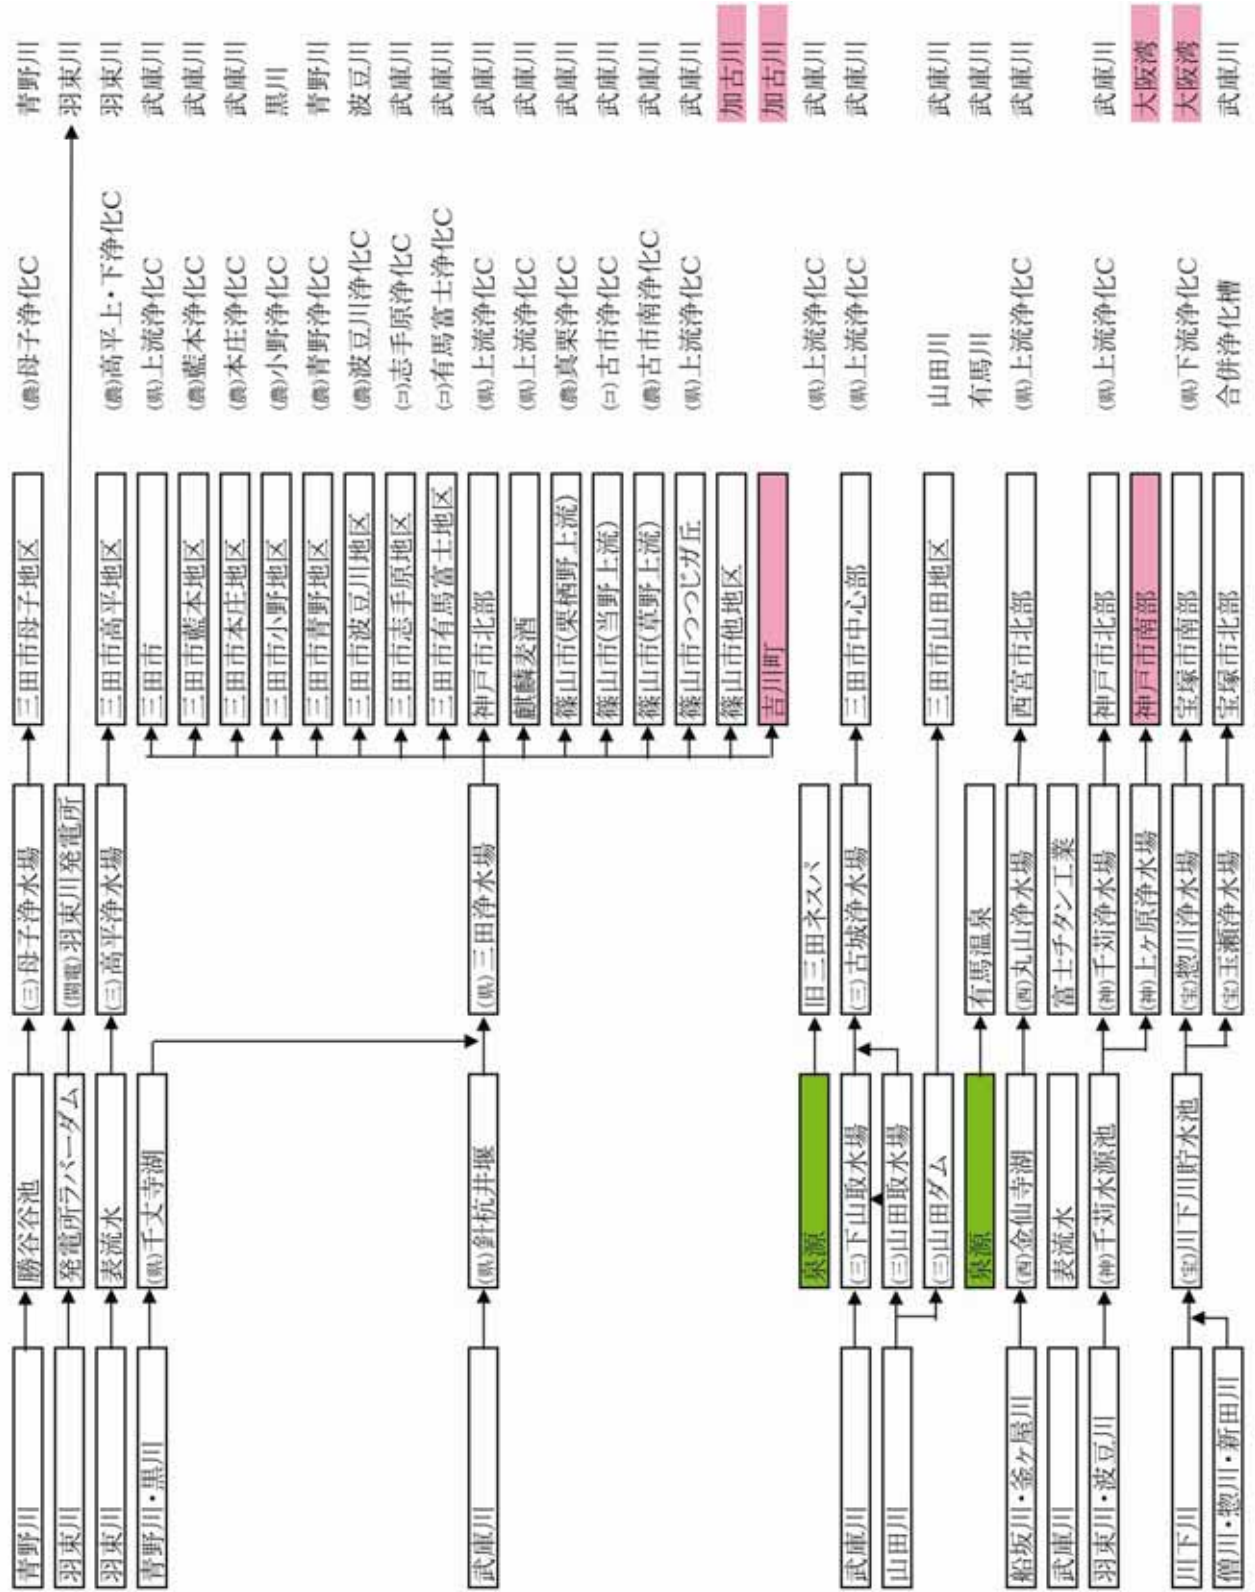 青野川
勝谷谷池
(三)母子浄水場
三田市母子地区
(農)母子浄化C
青野川
羽束川
発電所ラバーダム
(関電)羽束川発電所
羽束川
羽束川
表流水
(三)高平浄水場
三田市高平地区
(農)高平上・下浄化C
羽束川
青野川・黒川
(県)千丈寺湖
三田市
(県)上流浄化C
武庫川
三田市藍本地区
(農)藍本浄化C
武庫川
三田市本庄地区
(農)本庄浄化C
武庫川
三田市小野地区
(農)小野浄化C
黒川
三田市青野地区
(農)青野浄化C
青野川
三田市波豆川地区
(農)波豆川浄化C
波豆川
三田市志手原地区
(コ)志手原浄化C
武庫川
三田市有馬富士地区
(コ)有馬富士浄化C
武庫川
武庫川
(県)針杭井堰
(県)三田浄水場
神戸市北部
(県)上流浄化C
武庫川
麒麟麦酒
(県)上流浄化C
武庫川
篠山市(栗栖野上流)
(農)真栗浄化C
武庫川
篠山市(当野上流)
(コ)古市浄化C
武庫川
篠山市(草野上流)
(農)古市南浄化C
武庫川
篠山市つつじガ丘
(県)上流浄化C
武庫川
篠山市他地区
加古川
吉川町
加古川
泉源
旧三田ネスパ
(県)上流浄化C
武庫川
武庫川
(三)下山取水場
(三)古城浄水場
三田市中心部
(県)上流浄化C
武庫川
山田川
(三)山田取水場
(三)山田ダム
三田市山田地区
山田川
武庫川
泉源
有馬温泉
有馬川
武庫川
船坂川・釜ヶ屋川
(西)金仙寺湖
(西)丸山浄水場
西宮市北部
(県)上流浄化C
武庫川
武庫川
表流水
富士チタン工業
羽束川・波豆川
(神)千苅水源池
(神)千苅浄水場
神戸市北部
(県)上流浄化C
武庫川
(神)上ヶ原浄水場
神戸市南部
大阪湾
川下川
(宝)川下川貯水池
(宝)惣川浄水場
宝塚市南部
(県)下流浄化C
大阪湾
僧川・惣川・新田川
(宝)玉瀬浄水場
宝塚市北部
合併浄化槽
武庫川